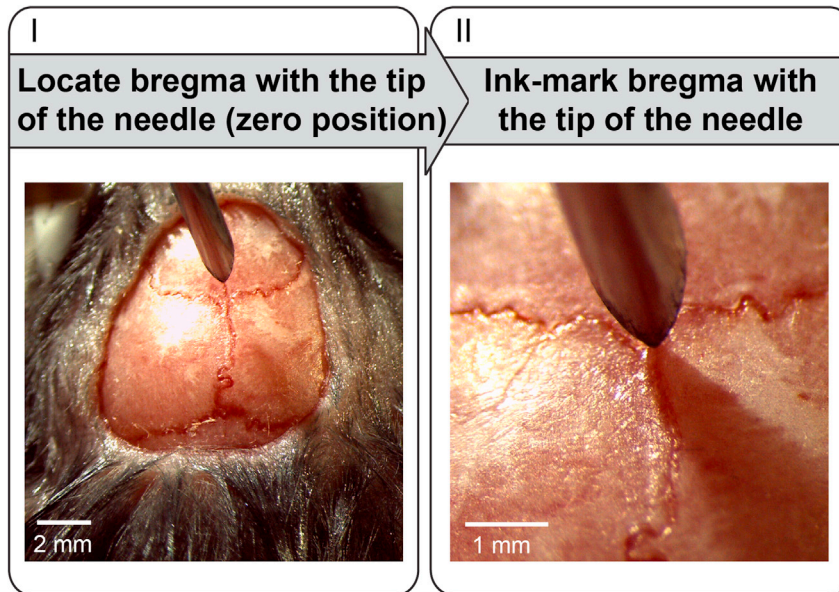 I
Locate bregma with the tip
of the needle (zero position)
2 mm
II
Ink-mark bregma with
the tip of the needle
1 mm